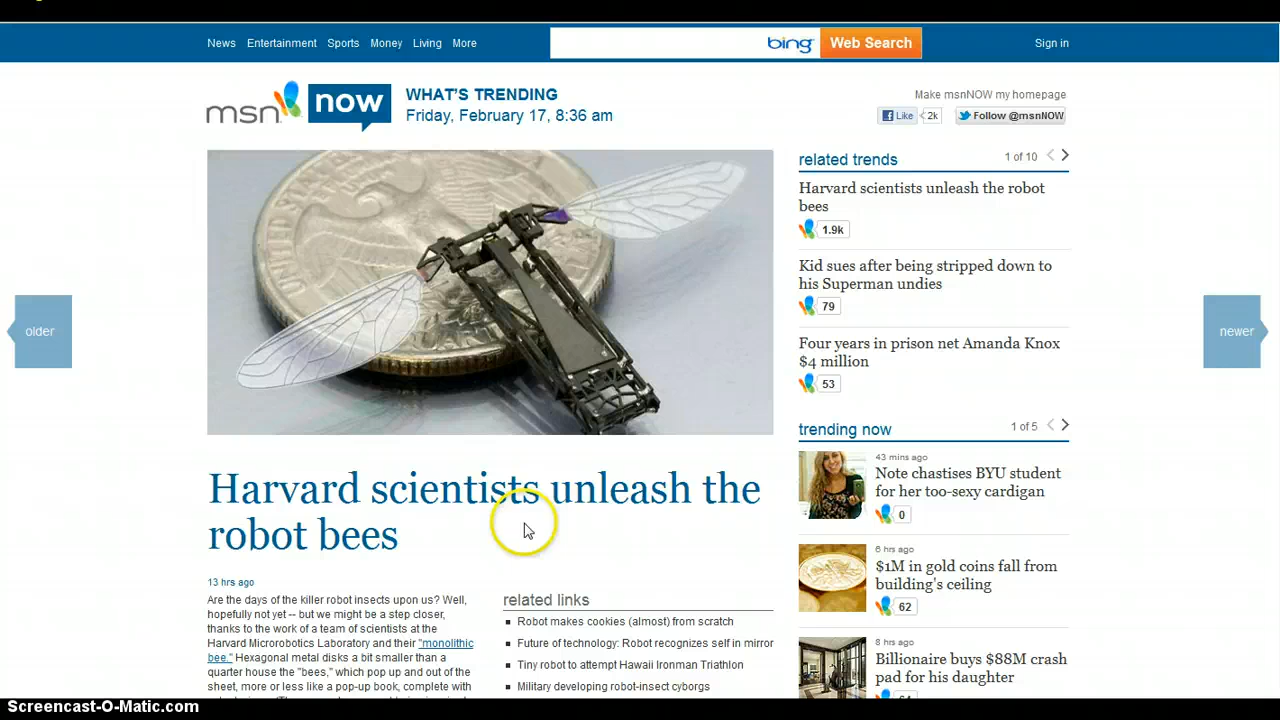 News Entertainment Sports Money Living More
bing Web Search
Sign in
msn now
WHAT'S TRENDING
Friday, February 17, 8:36 am
Make msnNOW my homepage
Like 2k Follow @msnNOW
older
newer
Harvard scientists unleash the
robot bees
13 hrs ago
Are the days of the killer robot insects upon us? Well,
hopefully not yet -- but we might be a step closer,
thanks to the work of a team of scientists at the
Harvard Microrobotics Laboratory and their "monolithic
bee." Hexagonal metal disks a bit smaller than a
quarter house the "bees," which pop up and out of the
sheet, more or less like a pop-up book, complete with
related links
Robot makes cookies (almost) from scratch
Future of technology: Robot recognizes self in mirror
Tiny robot to attempt Hawaii Ironman Triathlon
Military developing robot-insect cyborgs
related trends 1 of 10
Harvard scientists unleash the robot
bees
1.9k
Kid sues after being stripped down to
his Superman undies
79
Four years in prison net Amanda Knox
$4 million
53
trending now 1 of 5
43 mins ago
Note chastises BYU student
for her too-sexy cardigan
0
6 hrs ago
$1M in gold coins fall from
building's ceiling
62
8 hrs ago
Billionaire buys $88M crash
pad for his daughter
Screencast-O-Matic.com